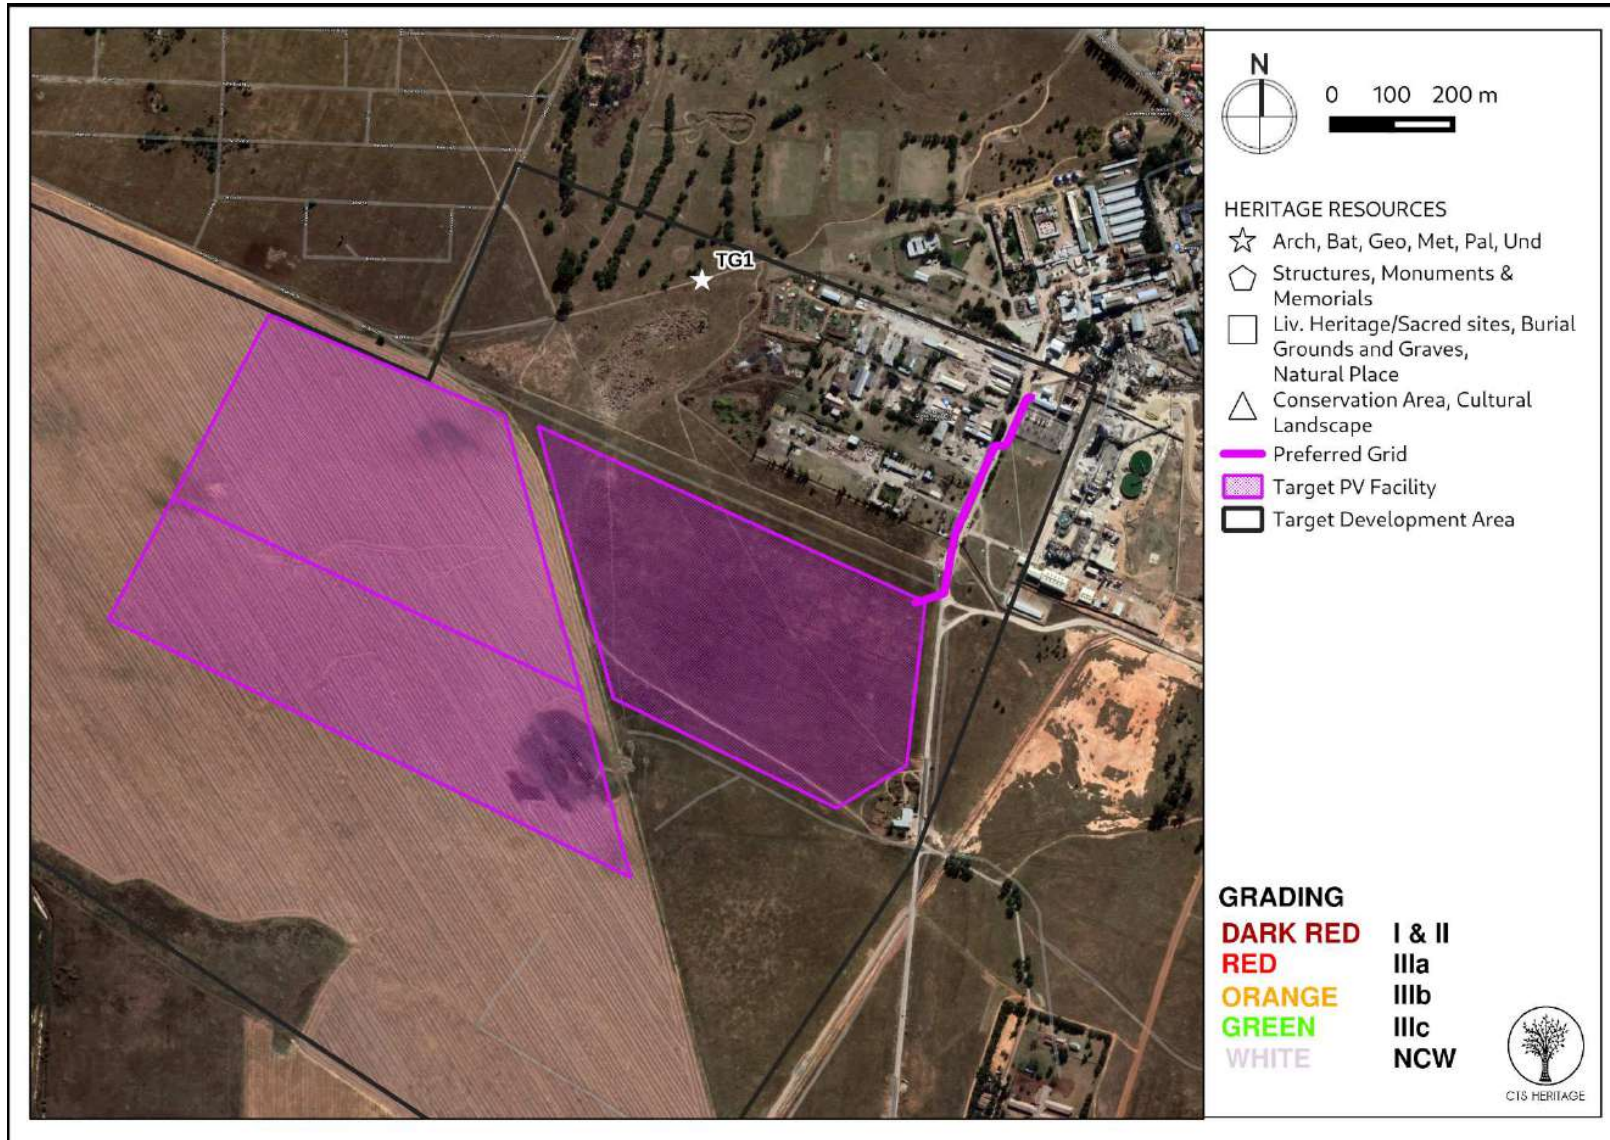 TG1
N
0 100 200 m
HERITAGE RESOURCES
Arch, Bat, Geo, Met, Pal, Und
Structures, Monuments &
Memorials
Liv. Heritage/Sacred sites, Burial
Grounds and Graves,
Natural Place
Conservation Area, Cultural
Landscape
Preferred Grid
Target PV Facility
Target Development Area
GRADING
DARK RED I & II
RED IIIa
ORANGE IIIb
GREEN IIIc
WHITE NCW
CTS HERITAGE